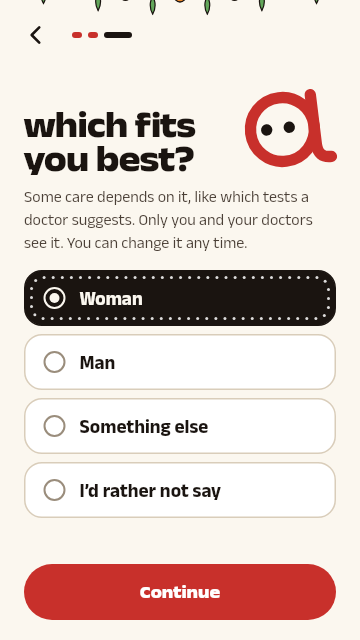 which fits
you best?
Some care depends on it, like which tests a
doctor suggests. Only you and your doctors
see it. You can change it any time.
Woman
Man
Something else
I’d rather not say
Continue